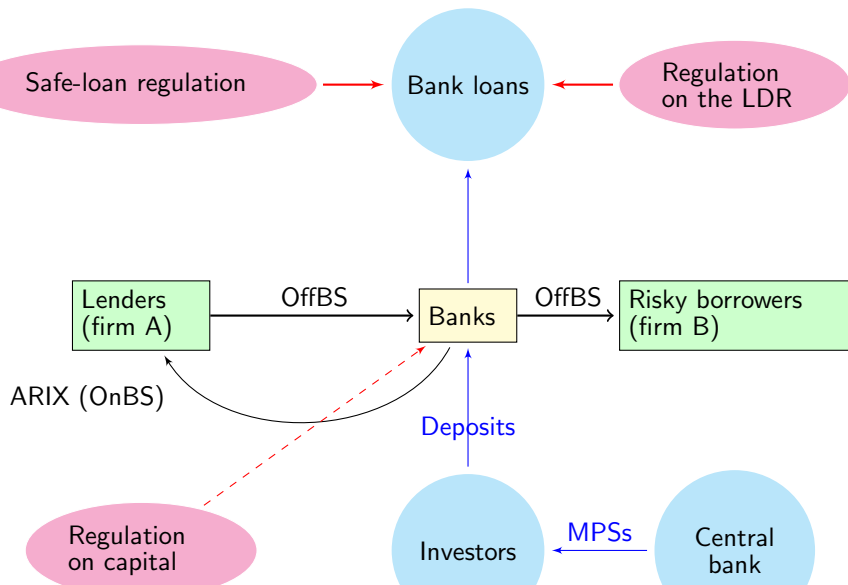 Safe-loan regulation
Bank loans
Regulation
on the LDR
Lenders
(firm A)
OffBS
Banks
OffBS
Risky borrowers
(firm B)
ARIX (OnBS)
Deposits
Regulation
on capital
Investors
MPSs
Central
bank